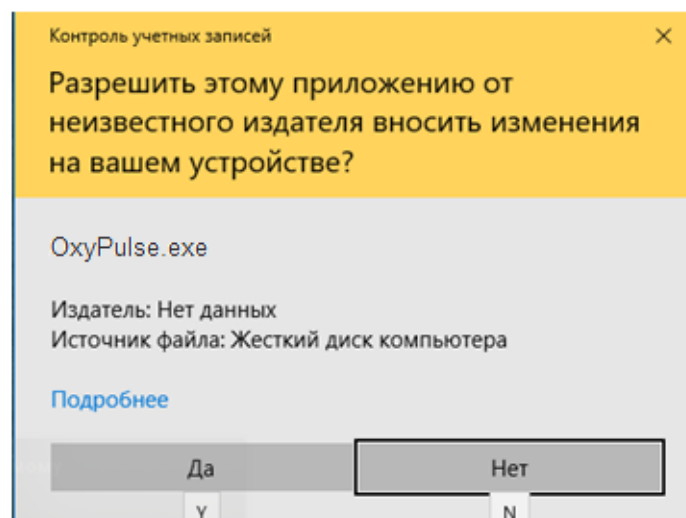 Контроль учетных записей
Разрешить этому приложению от
неизвестного издателя вносить изменения
на вашем устройстве?
OxyPulse.exe
Издатель: Нет данных
Источник файла: Жесткий диск компьютера
Подробнее
Да
Нет
Y
N